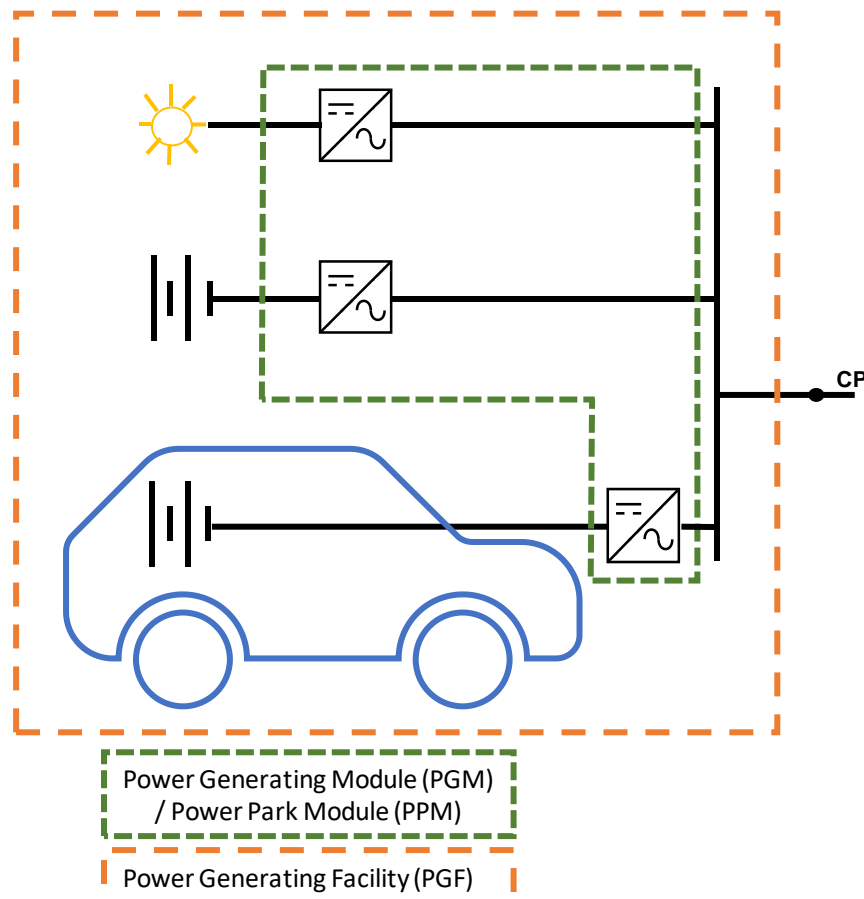 CP
Power Generating Module (PGM)
/ Power Park Module (PPM)
Power Generating Facility (PGF)